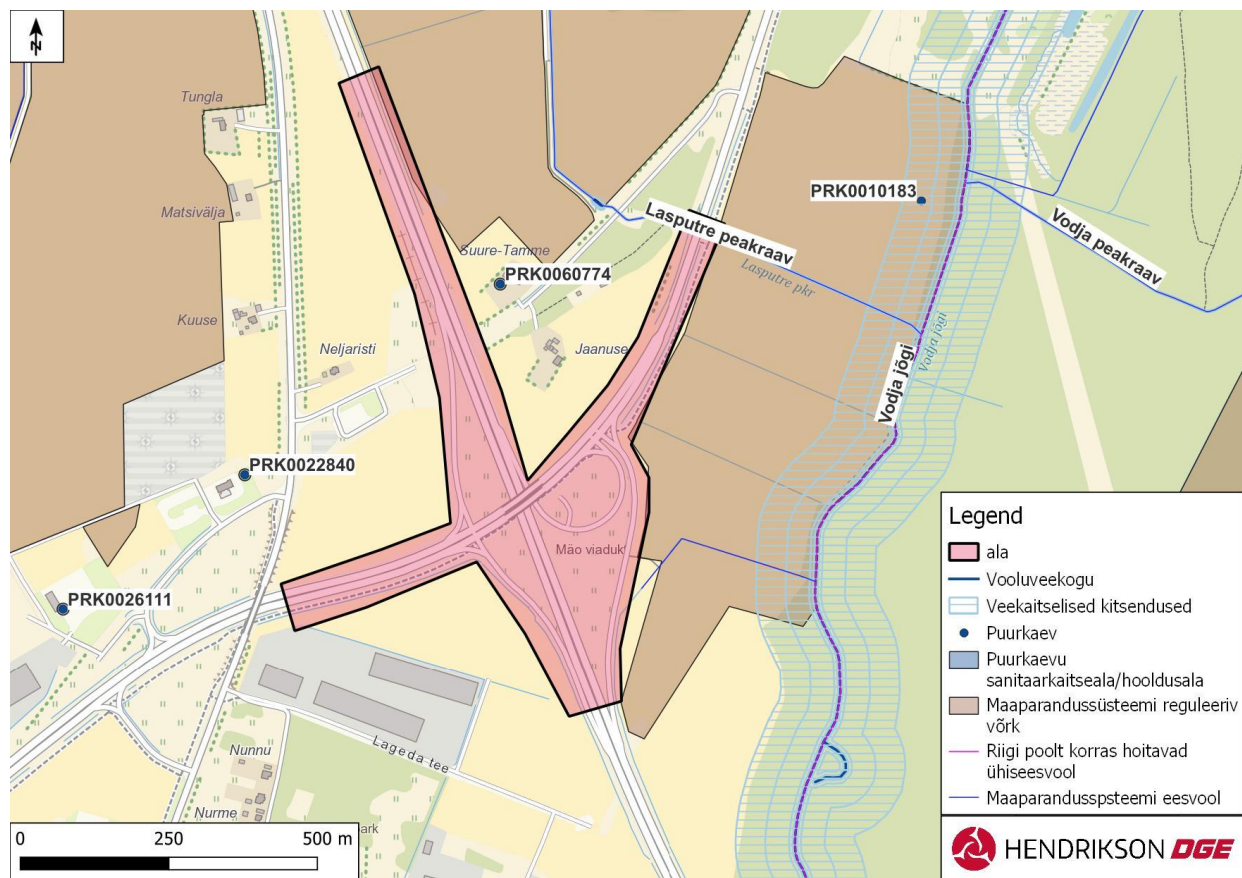 Z
Tungla
PRK0010183
Matsivälja
Lasputre peakraav
Vodja peakraav
Suure-Tamme
PRK0060774
Lasputre pkr
Kuuse
Neljaristi
Jaanuse
Vodja jõgi
Vodja jõgi
PRK0022840
Mäo viaduk
PRK0026111
Lageda tee
Nunnu
Nurme
park
0 250 500 m
Legend
ala
Vooluveekogu
Veekaitselised kitsendused
Puurkaev
Puurkaevu
sanitaarkaitseala/hooldusala
Maaparandussüsteemi reguleeriv
võrk
Riigi poolt korras hoitavad
ühiseesvool
Maaparandusspsteemi eesvool
HENDRIKSON DGE